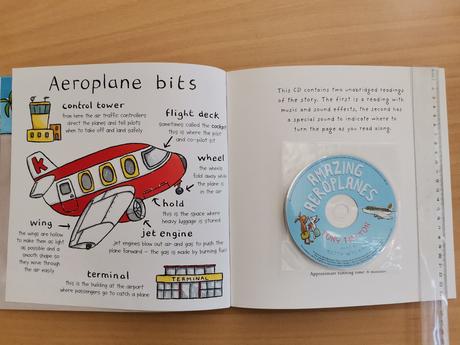 Aeroplane bits
control tower
from here the air traffic controllers
direct the planes and tell pilots
when to take off and land safely
flight deck
sometimes called the cockpit
this is where the pilot
and co-pilot sit
wheel
the wheels
fold away while
the plane is
in the air
hold
this is the space where
heavy luggage is stored
jet engine
jet engines blow out air and gas to push the
plane forward – the gas is made by burning fuel
wing
the wings are hollow
to make them as light
as possible and a
smooth shape so
they move through
the air easily
terminal
this is the building at the airport
where passengers go to catch a plane
TERMINAL
K
This CD contains two unabridged readings
of the story. The first is a reading with
music and sound effects, the second has
a special sound to indicate where to
turn the page as you read along.
AMAZING
AEROPLANES
TONY MITTON
Approximate running time: 8 minutes